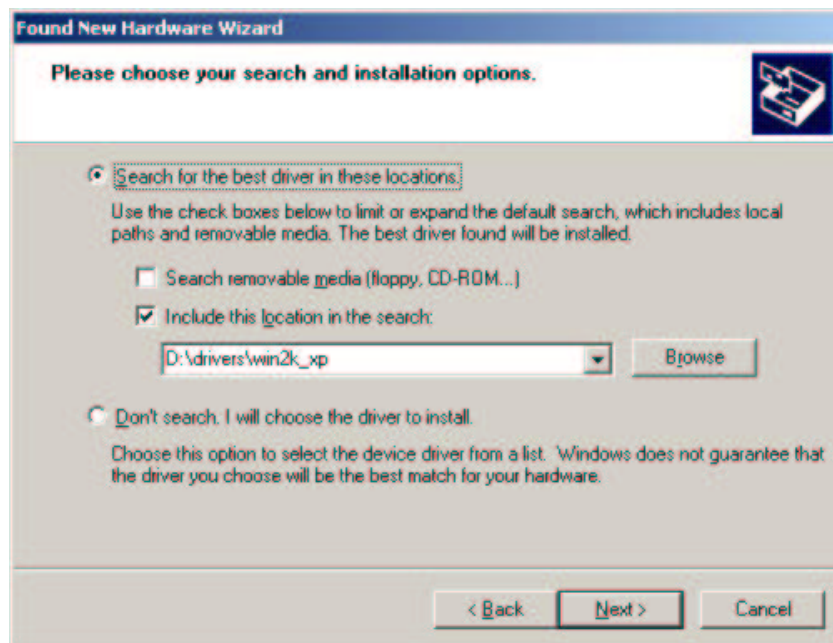 Found New Hardware Wizard
Please choose your search and installation options.
Search for the best driver in these locations.
Use the check boxes below to limit or expand the default search, which includes local
paths and removable media. The best driver found will be installed.
Search removable media (floppy, CD-ROM...)
Include this location in the search:
D:\drivers\win2k_xp
Browse
Don't search. I will choose the driver to install.
Choose this option to select the device driver from a list. Windows does not guarantee that
the driver you choose will be the best match for your hardware.
< Back
Next >
Cancel